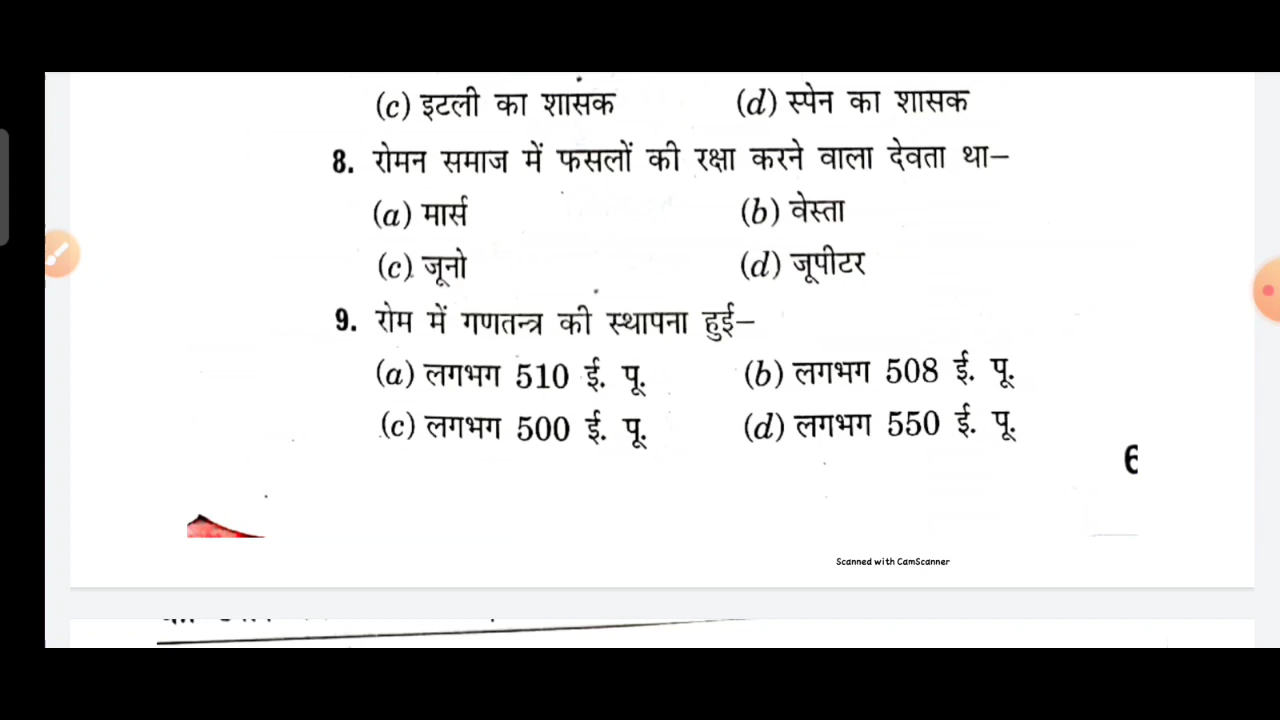 (c) इटली का शासक (d) स्पेन का शासक
8. रोमन समाज में फसलों की रक्षा करने वाला देवता था–
(a) मार्स (b) वेस्ता
(c) जूनो (d) जूपीटर
9. रोम में गणतन्त्र की स्थापना हुई–
(a) लगभग 510 ई. पू. (b) लगभग 508 ई. पू.
(c) लगभग 500 ई. पू. (d) लगभग 550 ई. पू.
6
Scanned with CamScanner